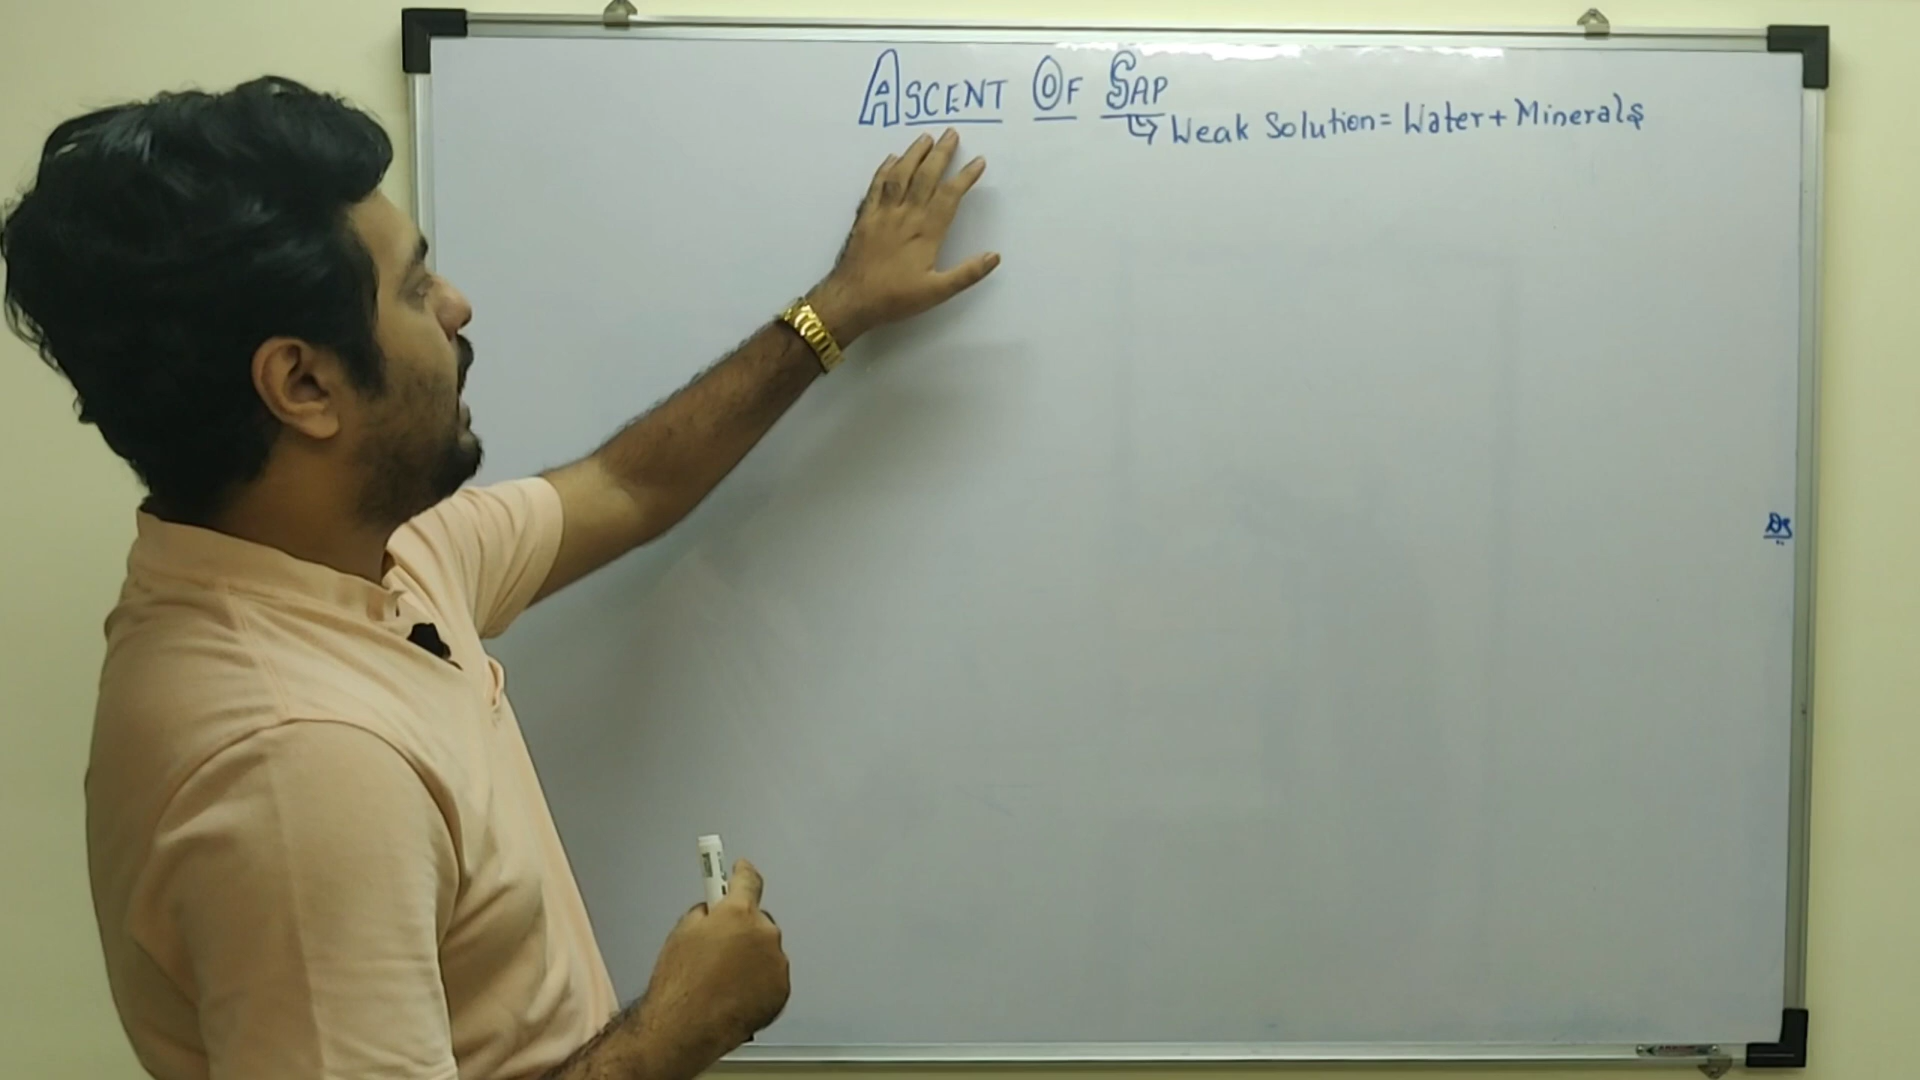 ASCENT OF SAP
↳ Weak Solution = Water + Minerals